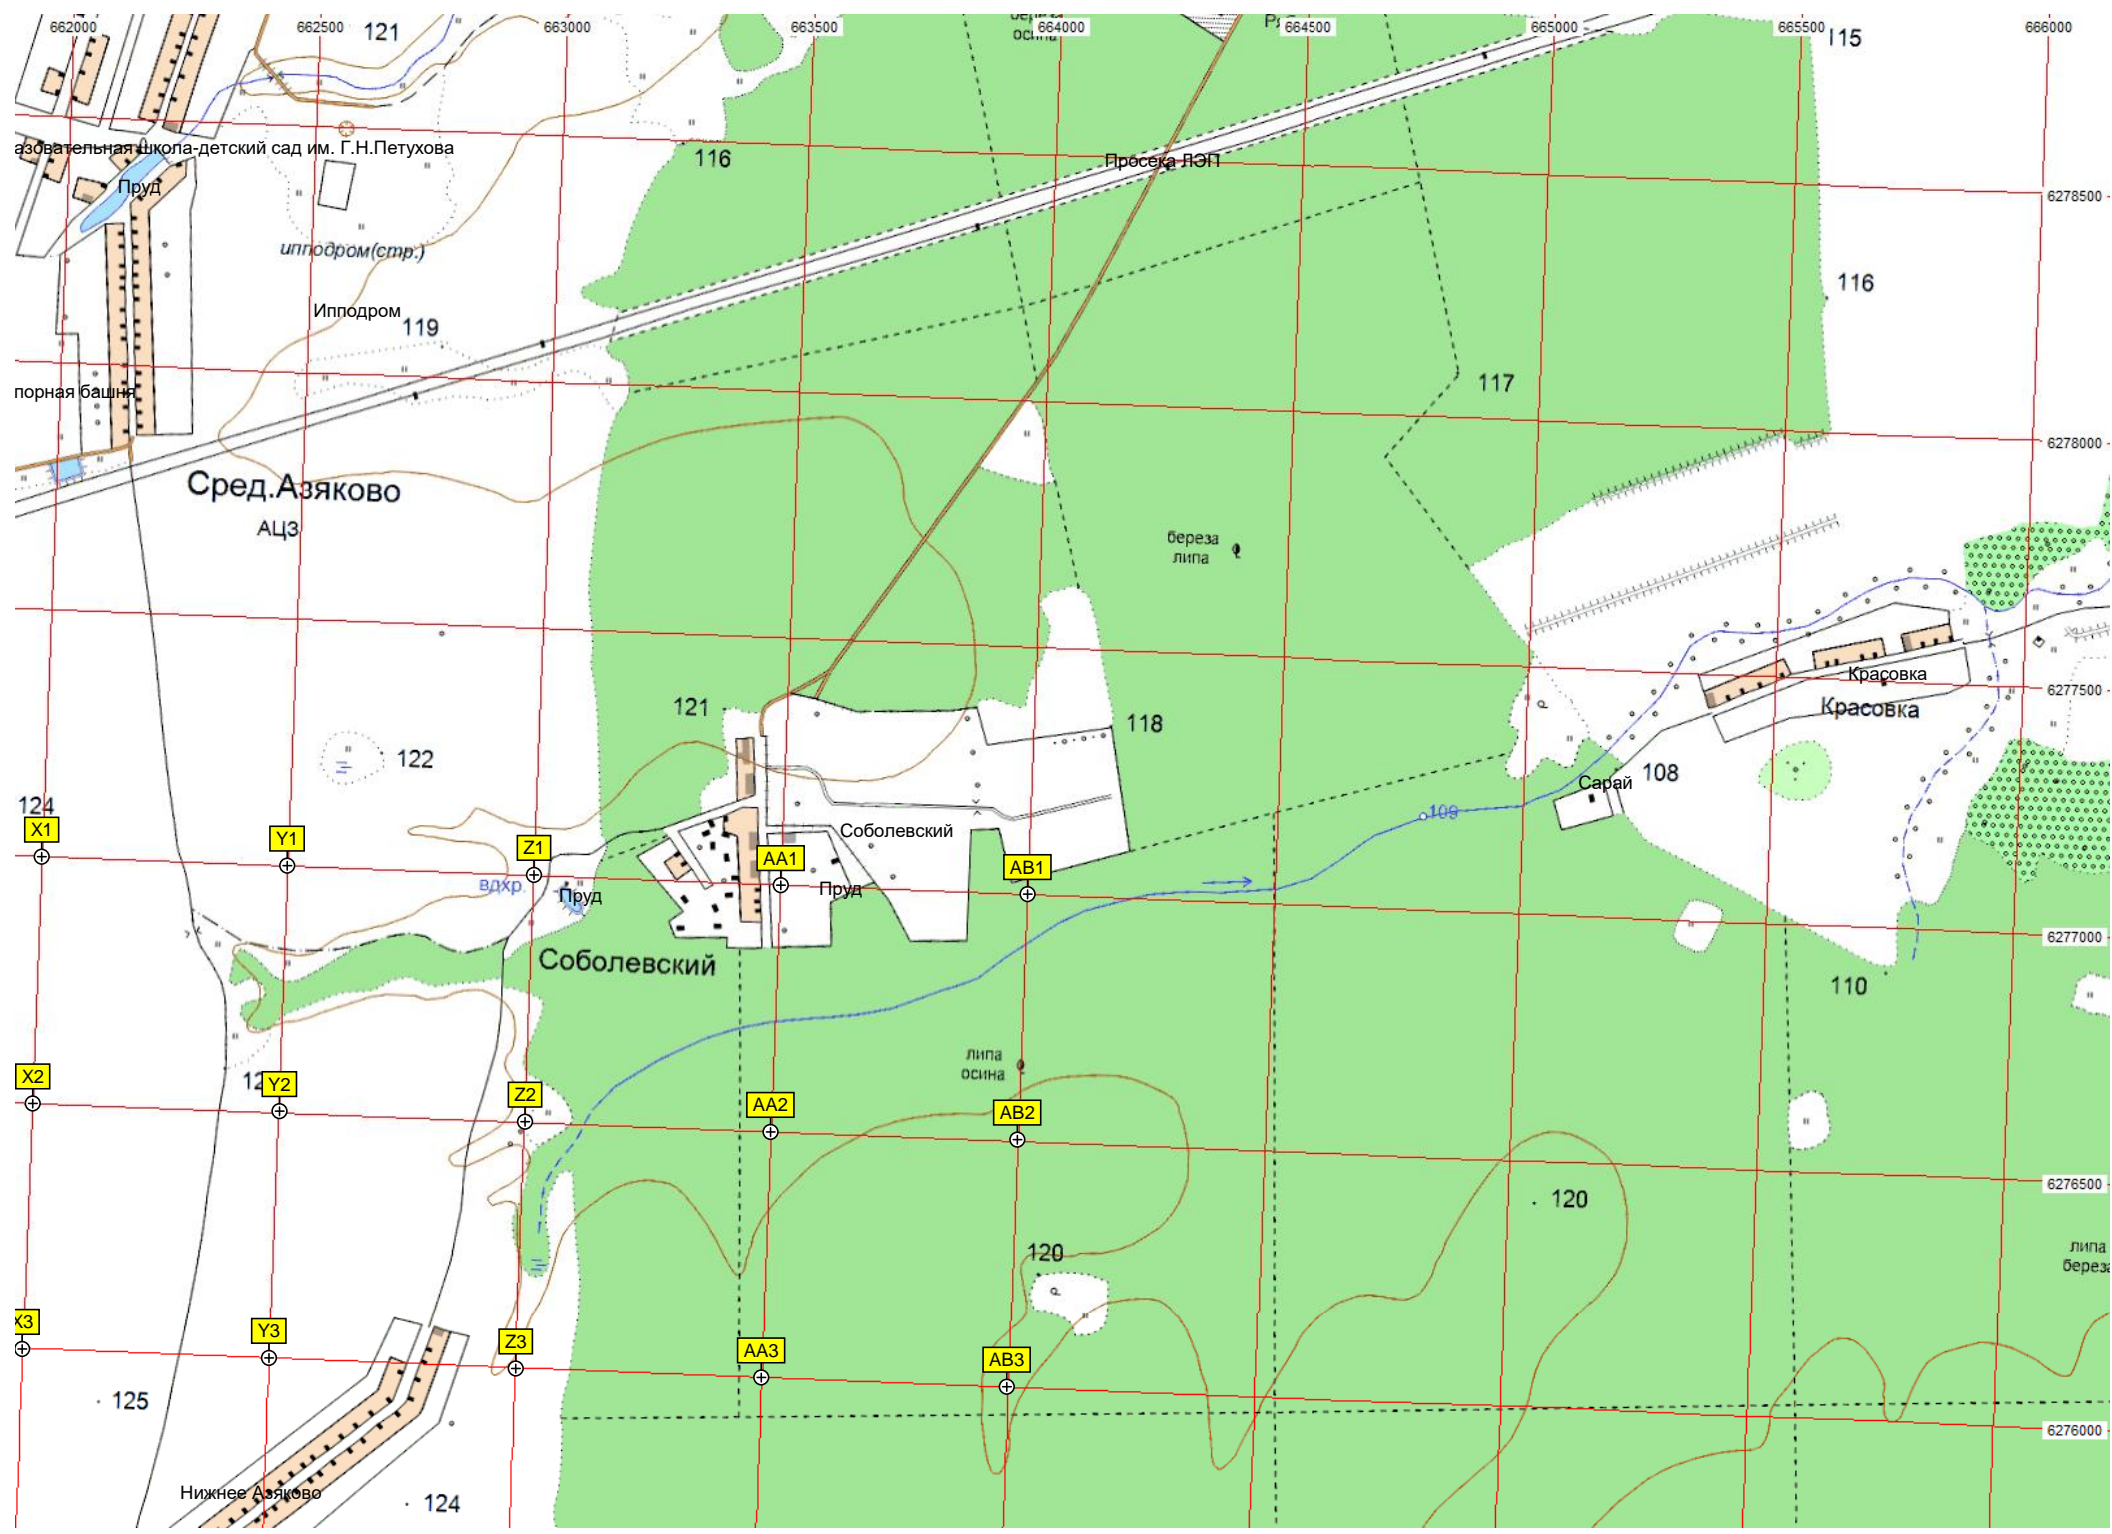 662000 662500 663000 663500 664000 664500 665000 665500 666000
121
осина
115
азовательная школа-детский сад им. Г.Н.Петухова
116
Просека ЛЭП
Пруд
6278500
ипподром(стр.)
116
Ипподром
119
117
порная башня
6278000
Сред.Азяково
АЦЗ
береза
липа
Красовка
6277500
121
118
Красовка
122
108
Сарай
124
109
X1
Y1
Z1
AA1
AB1
Соболевский
вдхр.
Пруд
Пруд
6277000
Соболевский
110
липа
осина
X2
Y2
Z2
AA2
AB2
6276500
120
120
липа
береза
X3
Y3
Z3
AA3
AB3
125
6276000
Нижнее Азяково
124